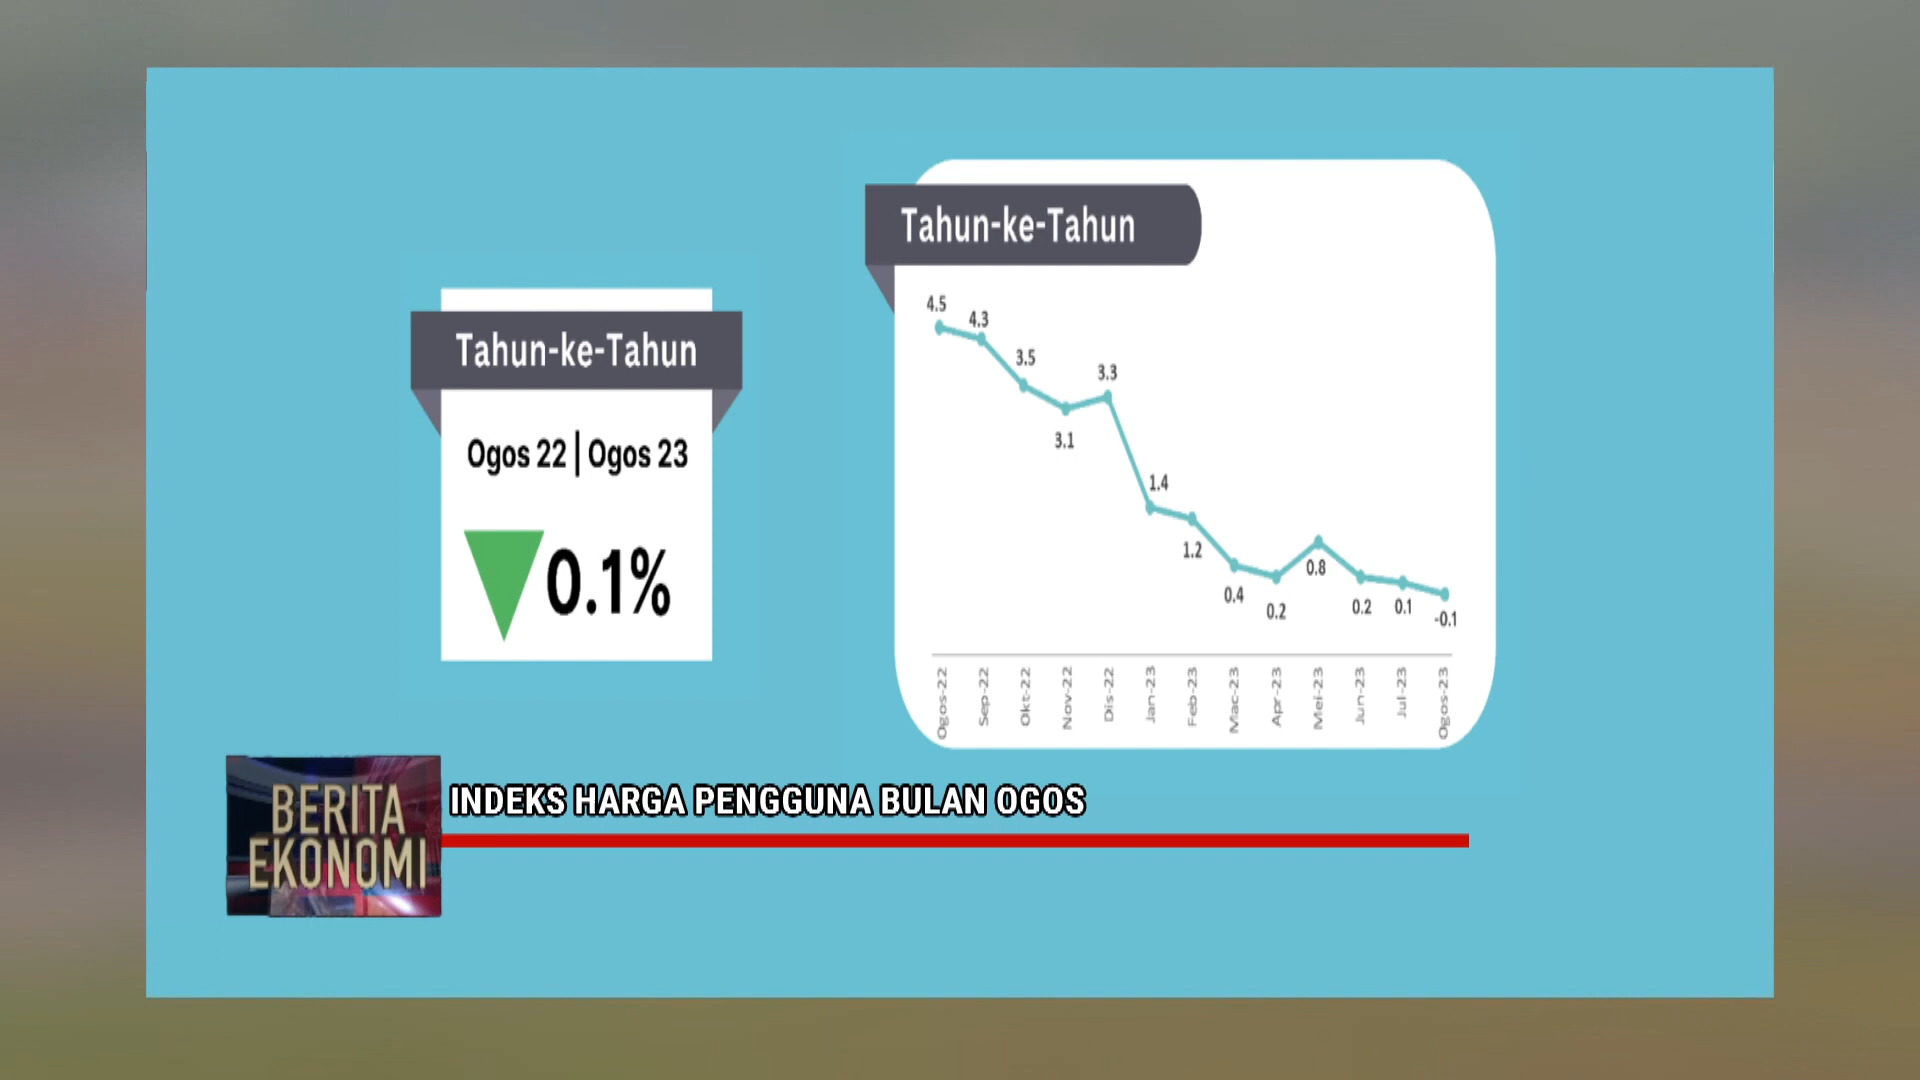 Tahun-ke-Tahun
Ogos 22 | Ogos 23
0.1%
Tahun-ke-Tahun
4.5
4.3
3.5
3.1
3.3
1.4
1.2
0.4
0.2
0.8
0.2
0.1
-0.1
Ogos-22
Sep-22
Okt-22
Nov-22
Dis-22
Jan-23
Feb-23
Mac-23
Apr-23
Mei-23
Jun-23
Jul-23
Ogos-23
BERITA
EKONOMI
INDEKS HARGA PENGGUNA BULAN OGOS